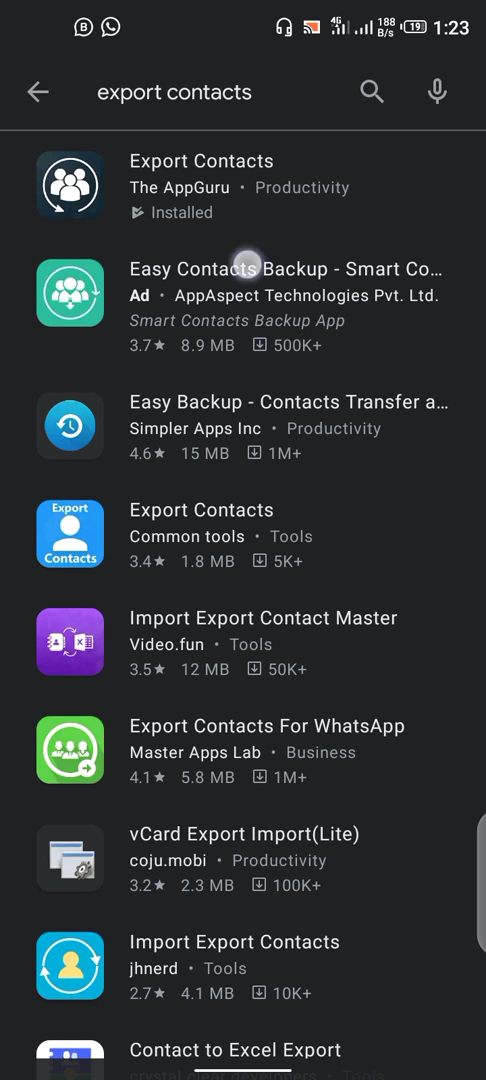 B 4G 188 B/s 19 1:23
export contacts
Export Contacts
The AppGuru • Productivity
Installed
Easy Contacts Backup - Smart Co...
Ad • AppAspect Technologies Pvt. Ltd.
Smart Contacts Backup App
3.7★ 8.9 MB 500K+
Easy Backup - Contacts Transfer a...
Simpler Apps Inc • Productivity
4.6★ 15 MB 1M+
Export
Contacts
Export Contacts
Common tools • Tools
3.4★ 1.8 MB 5K+
Import Export Contact Master
Video.fun • Tools
3.5★ 12 MB 50K+
Export Contacts For WhatsApp
Master Apps Lab • Business
4.1★ 5.8 MB 1M+
vCard Export Import(Lite)
coju.mobi • Productivity
3.2★ 2.3 MB 100K+
Import Export Contacts
jhnerd • Tools
2.7★ 4.1 MB 10K+
Contact to Excel Export
crystal clear developers • Tools